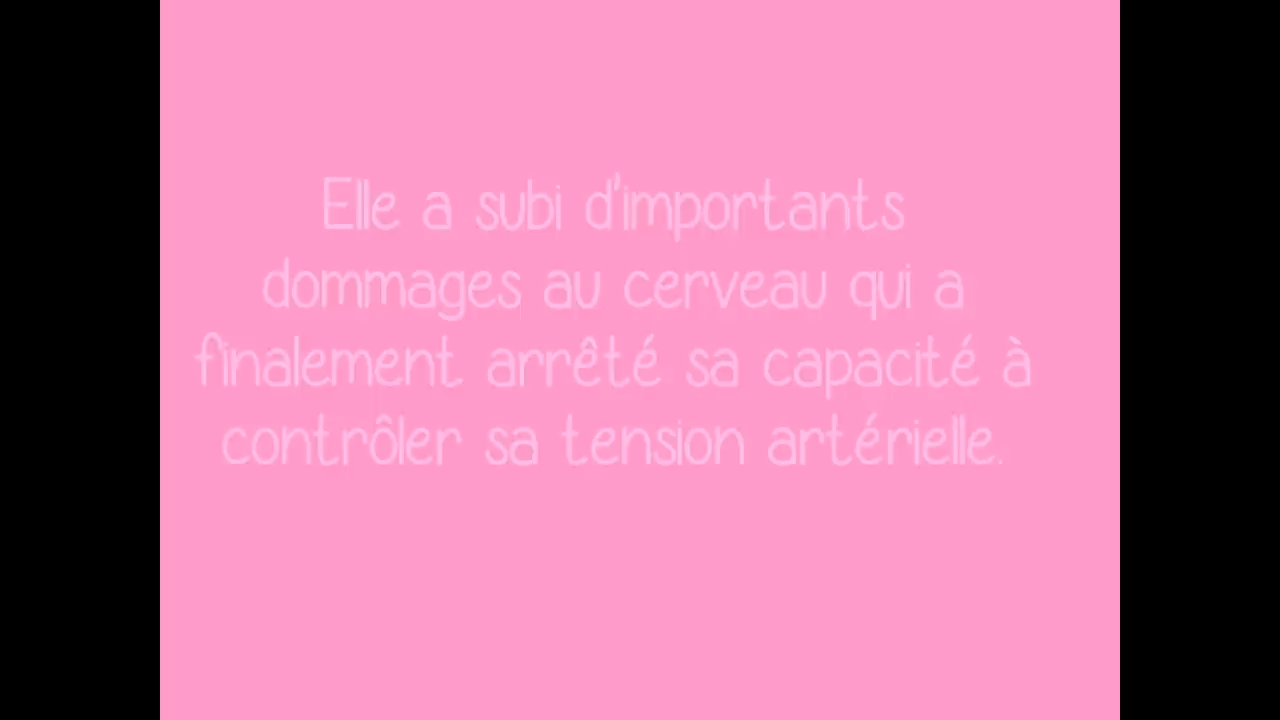 Elle a subi d'importants
dommages au cerveau qui a
finalement arrêté sa capacité à
contrôler sa tension artérielle.